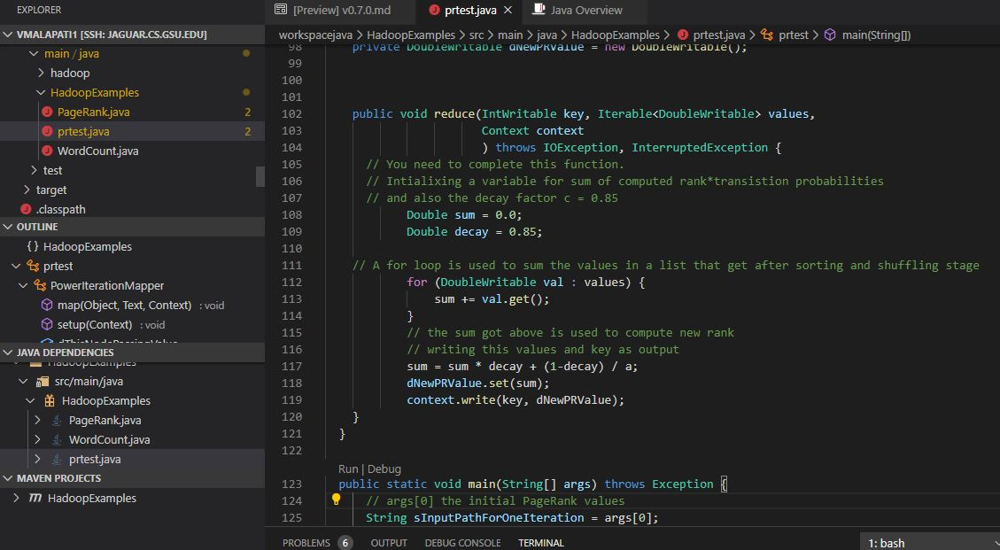 EXPLORER
[Preview] v0.7.0.md
prtest.java
Java Overview
VMALAPATI1 [SSH: JAGUAR.CS.GSU.EDU]
main / java
hadoop
HadoopExamples
PageRank.java 2
prtest.java 2
WordCount.java
test
target
.classpath
OUTLINE
{} HadoopExamples
prtest
PowerIterationMapper
map(Object, Text, Context) : void
setup(Context) : void
JAVA DEPENDENCIES
HadoopExamples
src/main/java
HadoopExamples
PageRank.java
WordCount.java
prtest.java
MAVEN PROJECTS
HadoopExamples
workspacejava > HadoopExamples > src > main > java > HadoopExamples > prtest.java > prtest > main(String[])
98 private DoubleWritable dNewPRValue = new DoubleWritable();
99
100
101
102 public void reduce(IntWritable key, Iterable<DoubleWritable> values,
103 Context context
104 ) throws IOException, InterruptedException {
105 // You need to complete this function.
106 // Intialixing a variable for sum of computed rank*transistion probabilities
107 // and also the decay factor c = 0.85
108 Double sum = 0.0;
109 Double decay = 0.85;
110
111 // A for loop is used to sum the values in a list that get after sorting and shuffling stage
112 for (DoubleWritable val : values) {
113 sum += val.get();
114 }
115 // the sum got above is used to compute new rank
116 // writing this values and key as output
117 sum = sum * decay + (1-decay) / a;
118 dNewPRValue.set(sum);
119 context.write(key, dNewPRValue);
120 }
121 }
122
Run | Debug
123 public static void main(String[] args) throws Exception {
124 // args[0] the initial PageRank values
125 String sInputPathForOneIteration = args[0];
PROBLEMS 6 OUTPUT DEBUG CONSOLE TERMINAL 1: bash